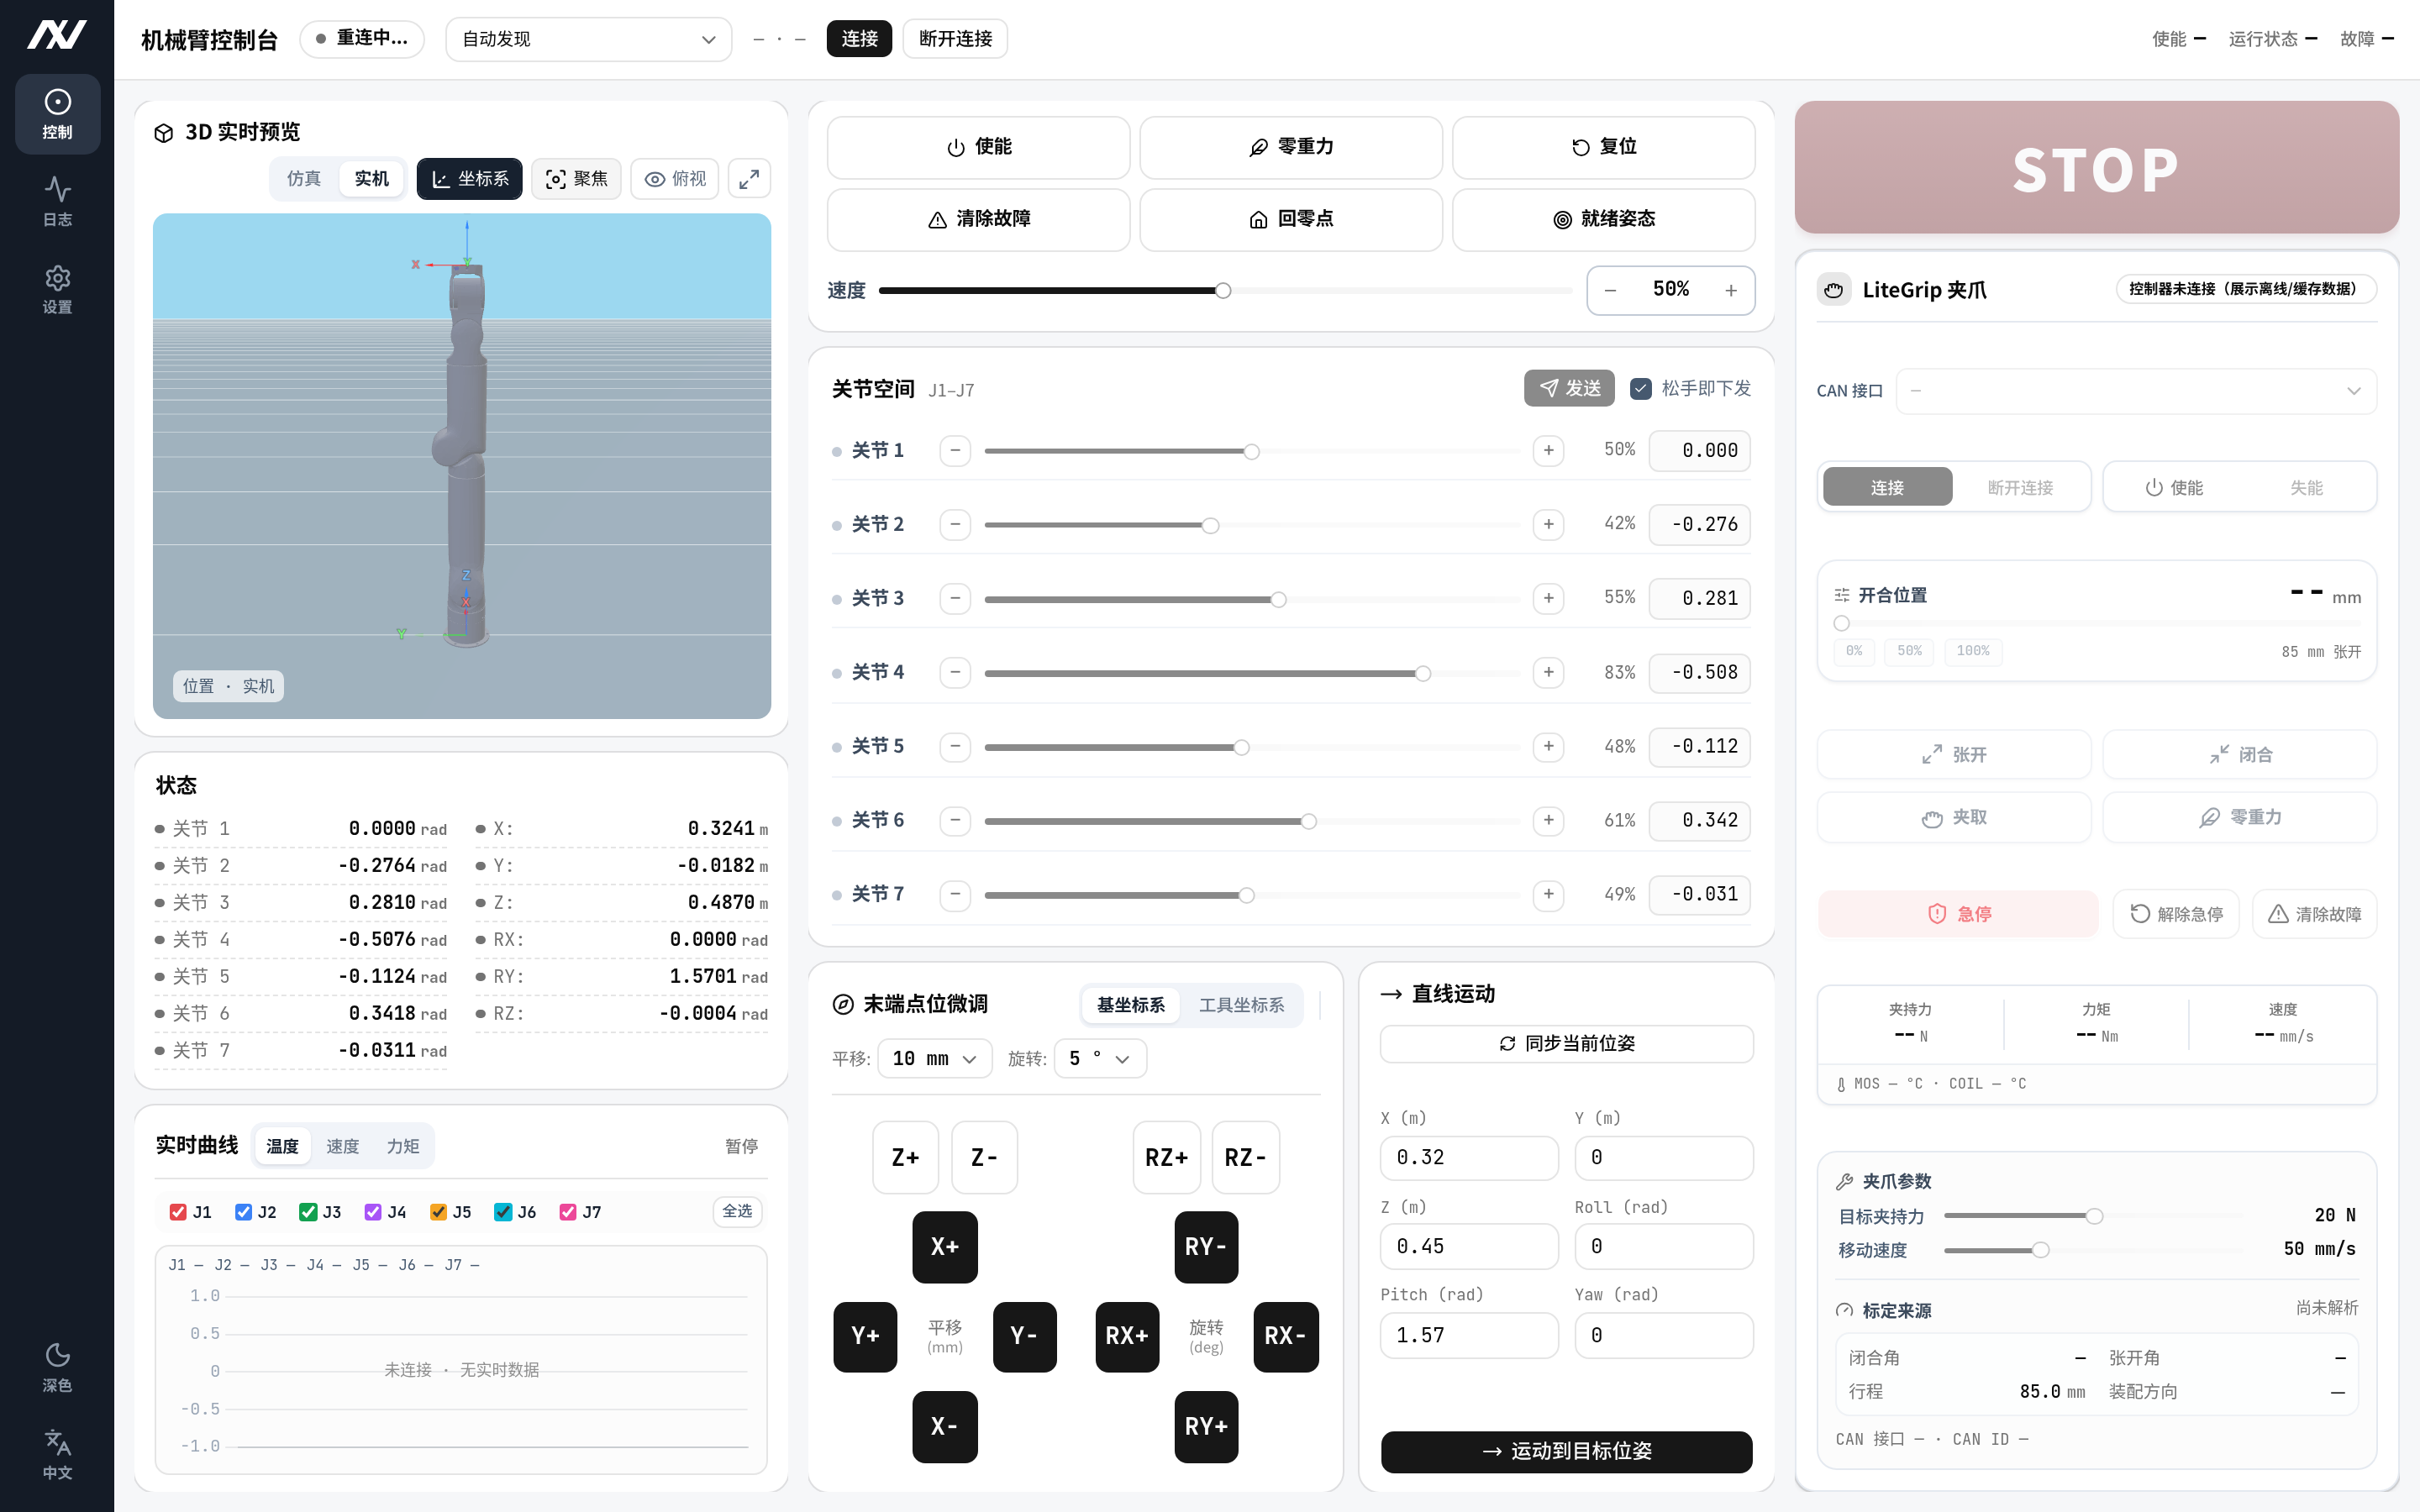 机械臂控制台
重连中...
自动发现
— · —
连接
断开连接
使能 —
运行状态 —
故障 —
控制
日志
设置
深色
中文
3D 实时预览
仿真
实机
坐标系
聚焦
俯视
X
Y
Z
X
Y
位置 · 实机
状态
关节 1 0.0000 rad
关节 2 -0.2764 rad
关节 3 0.2810 rad
关节 4 -0.5076 rad
关节 5 -0.1124 rad
关节 6 0.3418 rad
关节 7 -0.0311 rad
X: 0.3241 m
Y: -0.0182 m
Z: 0.4870 m
RX: 0.0000 rad
RY: 1.5701 rad
RZ: -0.0004 rad
实时曲线
温度
速度
力矩
暂停
J1 J2 J3 J4 J5 J6 J7
全选
J1 — J2 — J3 — J4 — J5 — J6 — J7 —
1.0
0.5
0
-0.5
-1.0
未连接 · 无实时数据
使能
零重力
复位
清除故障
回零点
就绪姿态
速度
− 50% +
关节空间 J1–J7
发送
松手即下发
关节 1 − + 50% 0.000
关节 2 − + 42% -0.276
关节 3 − + 55% 0.281
关节 4 − + 83% -0.508
关节 5 − + 48% -0.112
关节 6 − + 61% 0.342
关节 7 − + 49% -0.031
末端点位微调
基坐标系
工具坐标系
平移: 10 mm
旋转: 5 °
Z+ Z-
X+
Y+ 平移 Y-
(mm)
X-
RZ+ RZ-
RY-
RX+ 旋转 RX-
(deg)
RY+
直线运动
同步当前位姿
X (m) Y (m)
0.32 0
Z (m) Roll (rad)
0.45 0
Pitch (rad) Yaw (rad)
1.57 0
→ 运动到目标位姿
STOP
LiteGrip 夹爪
控制器未连接（展示离线/缓存数据）
CAN 接口 —
连接
断开连接
使能
失能
开合位置
-- mm
0% 50% 100%
85 mm 张开
张开
闭合
夹取
零重力
急停
解除急停
清除故障
夹持力 力矩 速度
-- N -- Nm -- mm/s
MOS — °C · COIL — °C
夹爪参数
目标夹持力 20 N
移动速度 50 mm/s
标定来源 尚未解析
闭合角 — 张开角 —
行程 85.0 mm 装配方向 —
CAN 接口 — · CAN ID —